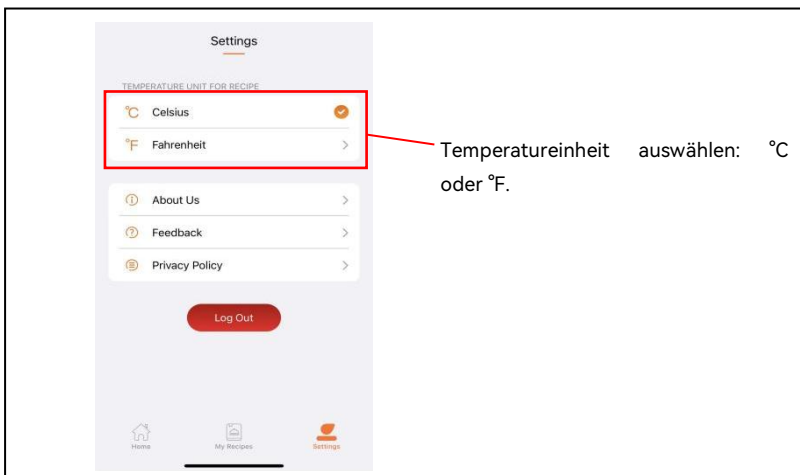 Settings
TEMPERATURE UNIT FOR RECIPE
°C Celsius
°F Fahrenheit
Temperatureinheit auswählen: °C
oder °F.
About Us
Feedback
Privacy Policy
Log Out
Home My Recipes Settings